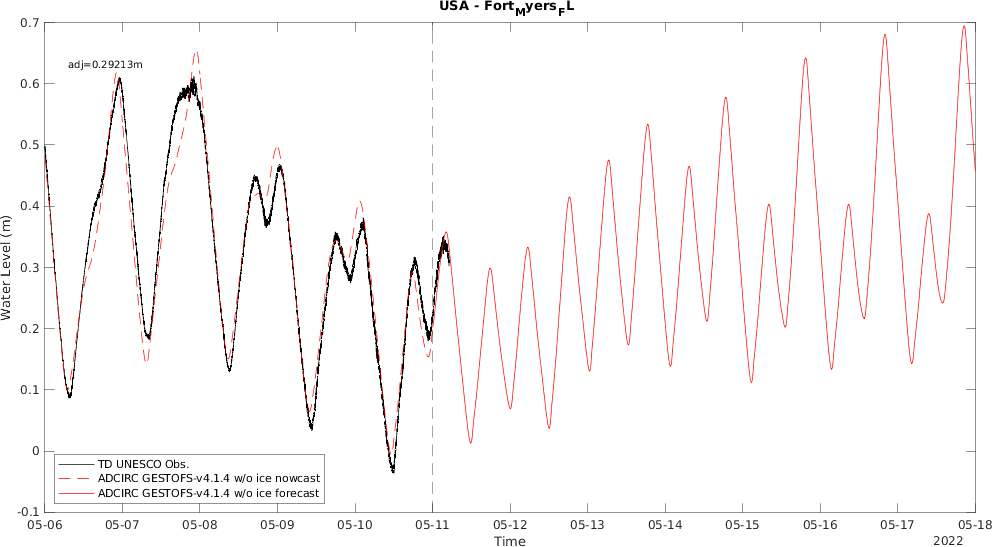 USA - Fort_Myers_FL
adj=0.29213m
0.7
0.6
0.5
0.4
0.3
0.2
0.1
0
-0.1
Water Level (m)
TD UNESCO Obs.
ADCIRC GESTOFS-v4.1.4 w/o ice nowcast
ADCIRC GESTOFS-v4.1.4 w/o ice forecast
05-06 05-07 05-08 05-09 05-10 05-11 05-12 05-13 05-14 05-15 05-16 05-17 05-18
Time
2022